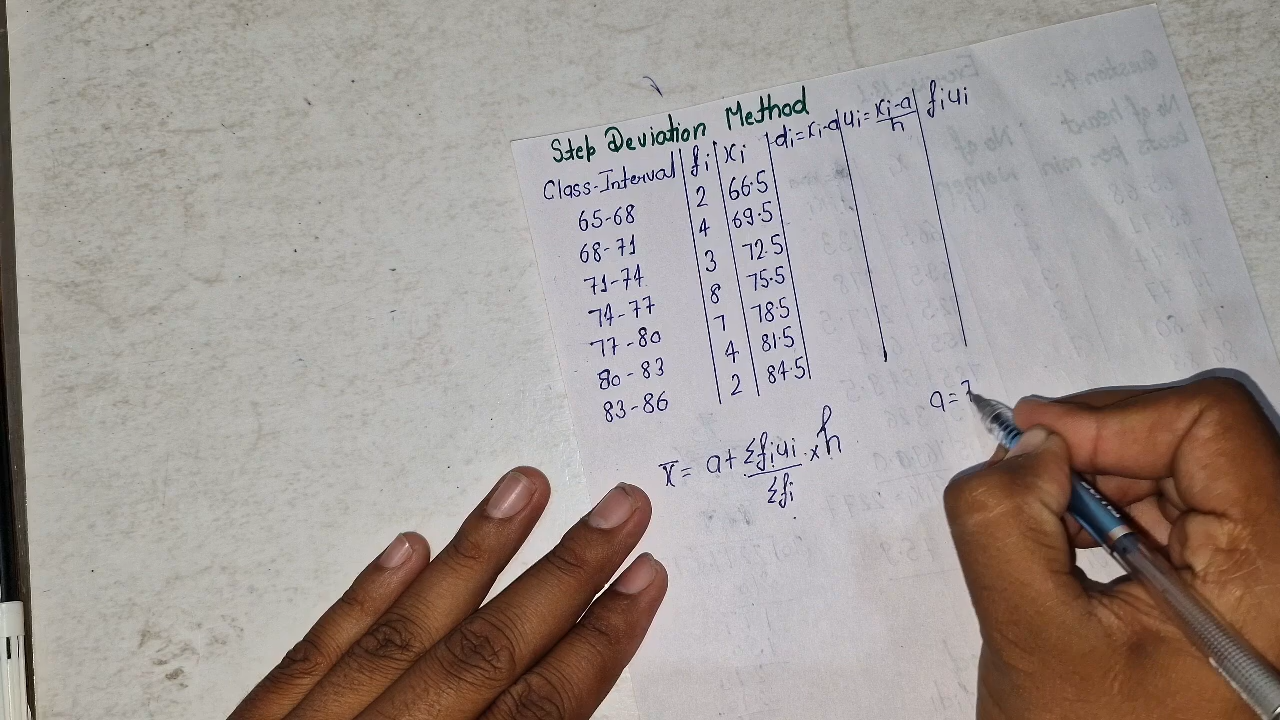 Step Deviation Method
Class-Interval fi xi di=xi-a ui=xi-a/h fiui
65-68 2 66.5
68-71 4 69.5
71-74 3 72.5
74-77 8 75.5
77-80 7 78.5
80-83 4 81.5
83-86 2 84.5
a=7
x̄= a+ Σfiui/Σfi ×h